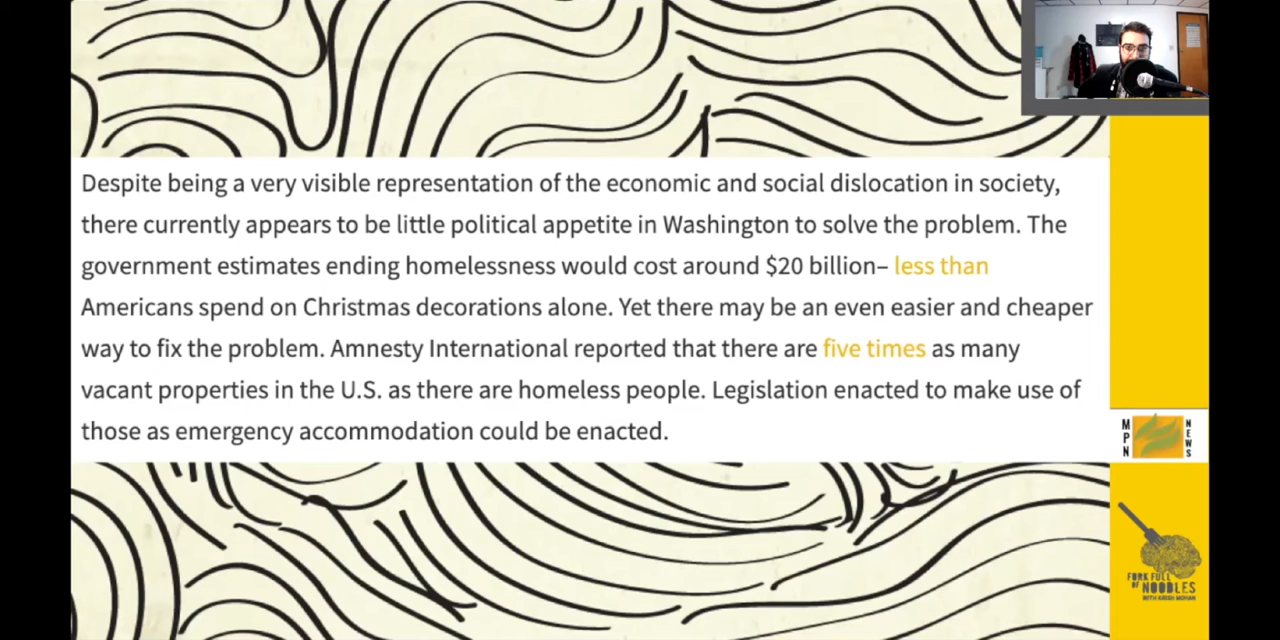 Despite being a very visible representation of the economic and social dislocation in society,
there currently appears to be little political appetite in Washington to solve the problem. The
government estimates ending homelessness would cost around $20 billion– less than
Americans spend on Christmas decorations alone. Yet there may be an even easier and cheaper
way to fix the problem. Amnesty International reported that there are five times as many
vacant properties in the U.S. as there are homeless people. Legislation enacted to make use of
those as emergency accommodation could be enacted.
MPN
NEWS
FORK FULL
OF NOODLES
WITH KRISH MOHAN